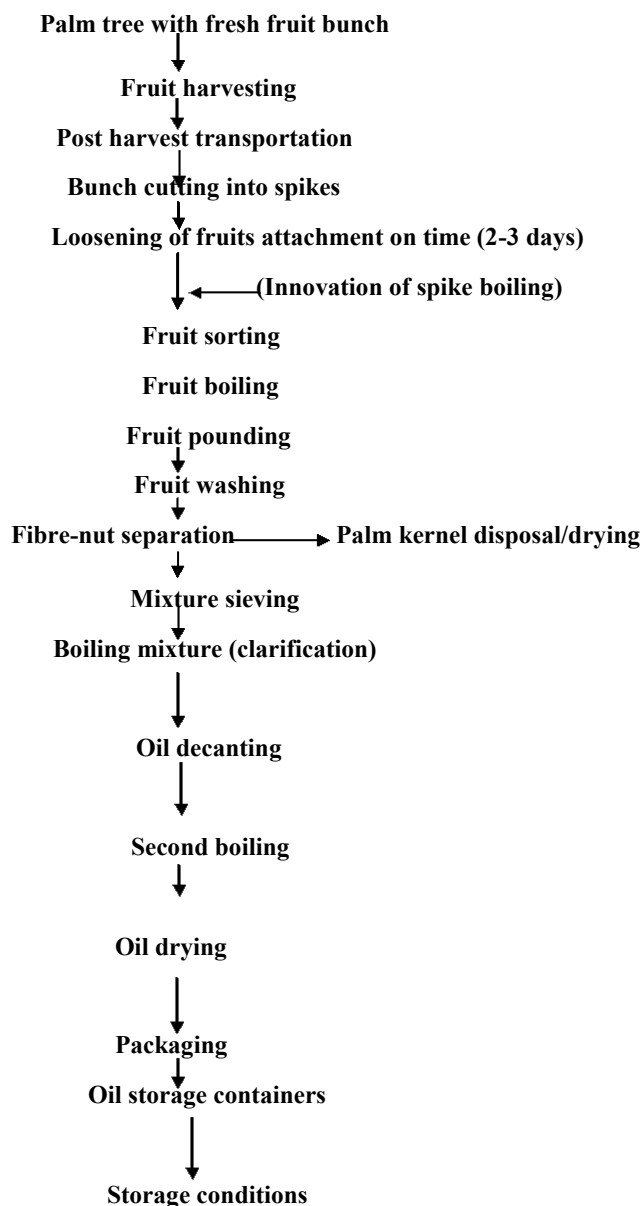 Palm tree with fresh fruit bunch
Fruit harvesting
Post harvest transportation
Bunch cutting into spikes
Loosening of fruits attachment on time (2-3 days)
(Innovation of spike boiling)
Fruit sorting
Fruit boiling
Fruit pounding
Fruit washing
Fibre-nut separation Palm kernel disposal/drying
Mixture sieving
Boiling mixture (clarification)
Oil decanting
Second boiling
Oil drying
Packaging
Oil storage containers
Storage conditions